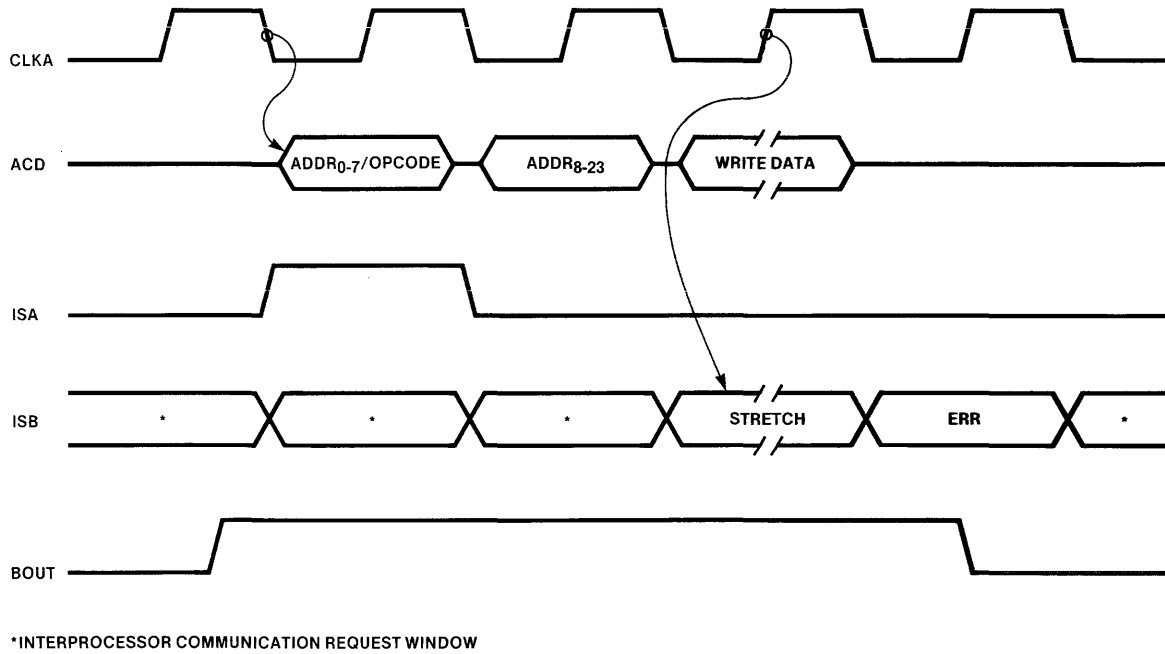 CLKA
ACD
ADDR0-7/OPCODE
ADDR8-23
WRITE DATA
ISA
ISB
*
*
*
STRETCH
ERR
*
BOUT
*INTERPROCESSOR COMMUNICATION REQUEST WINDOW